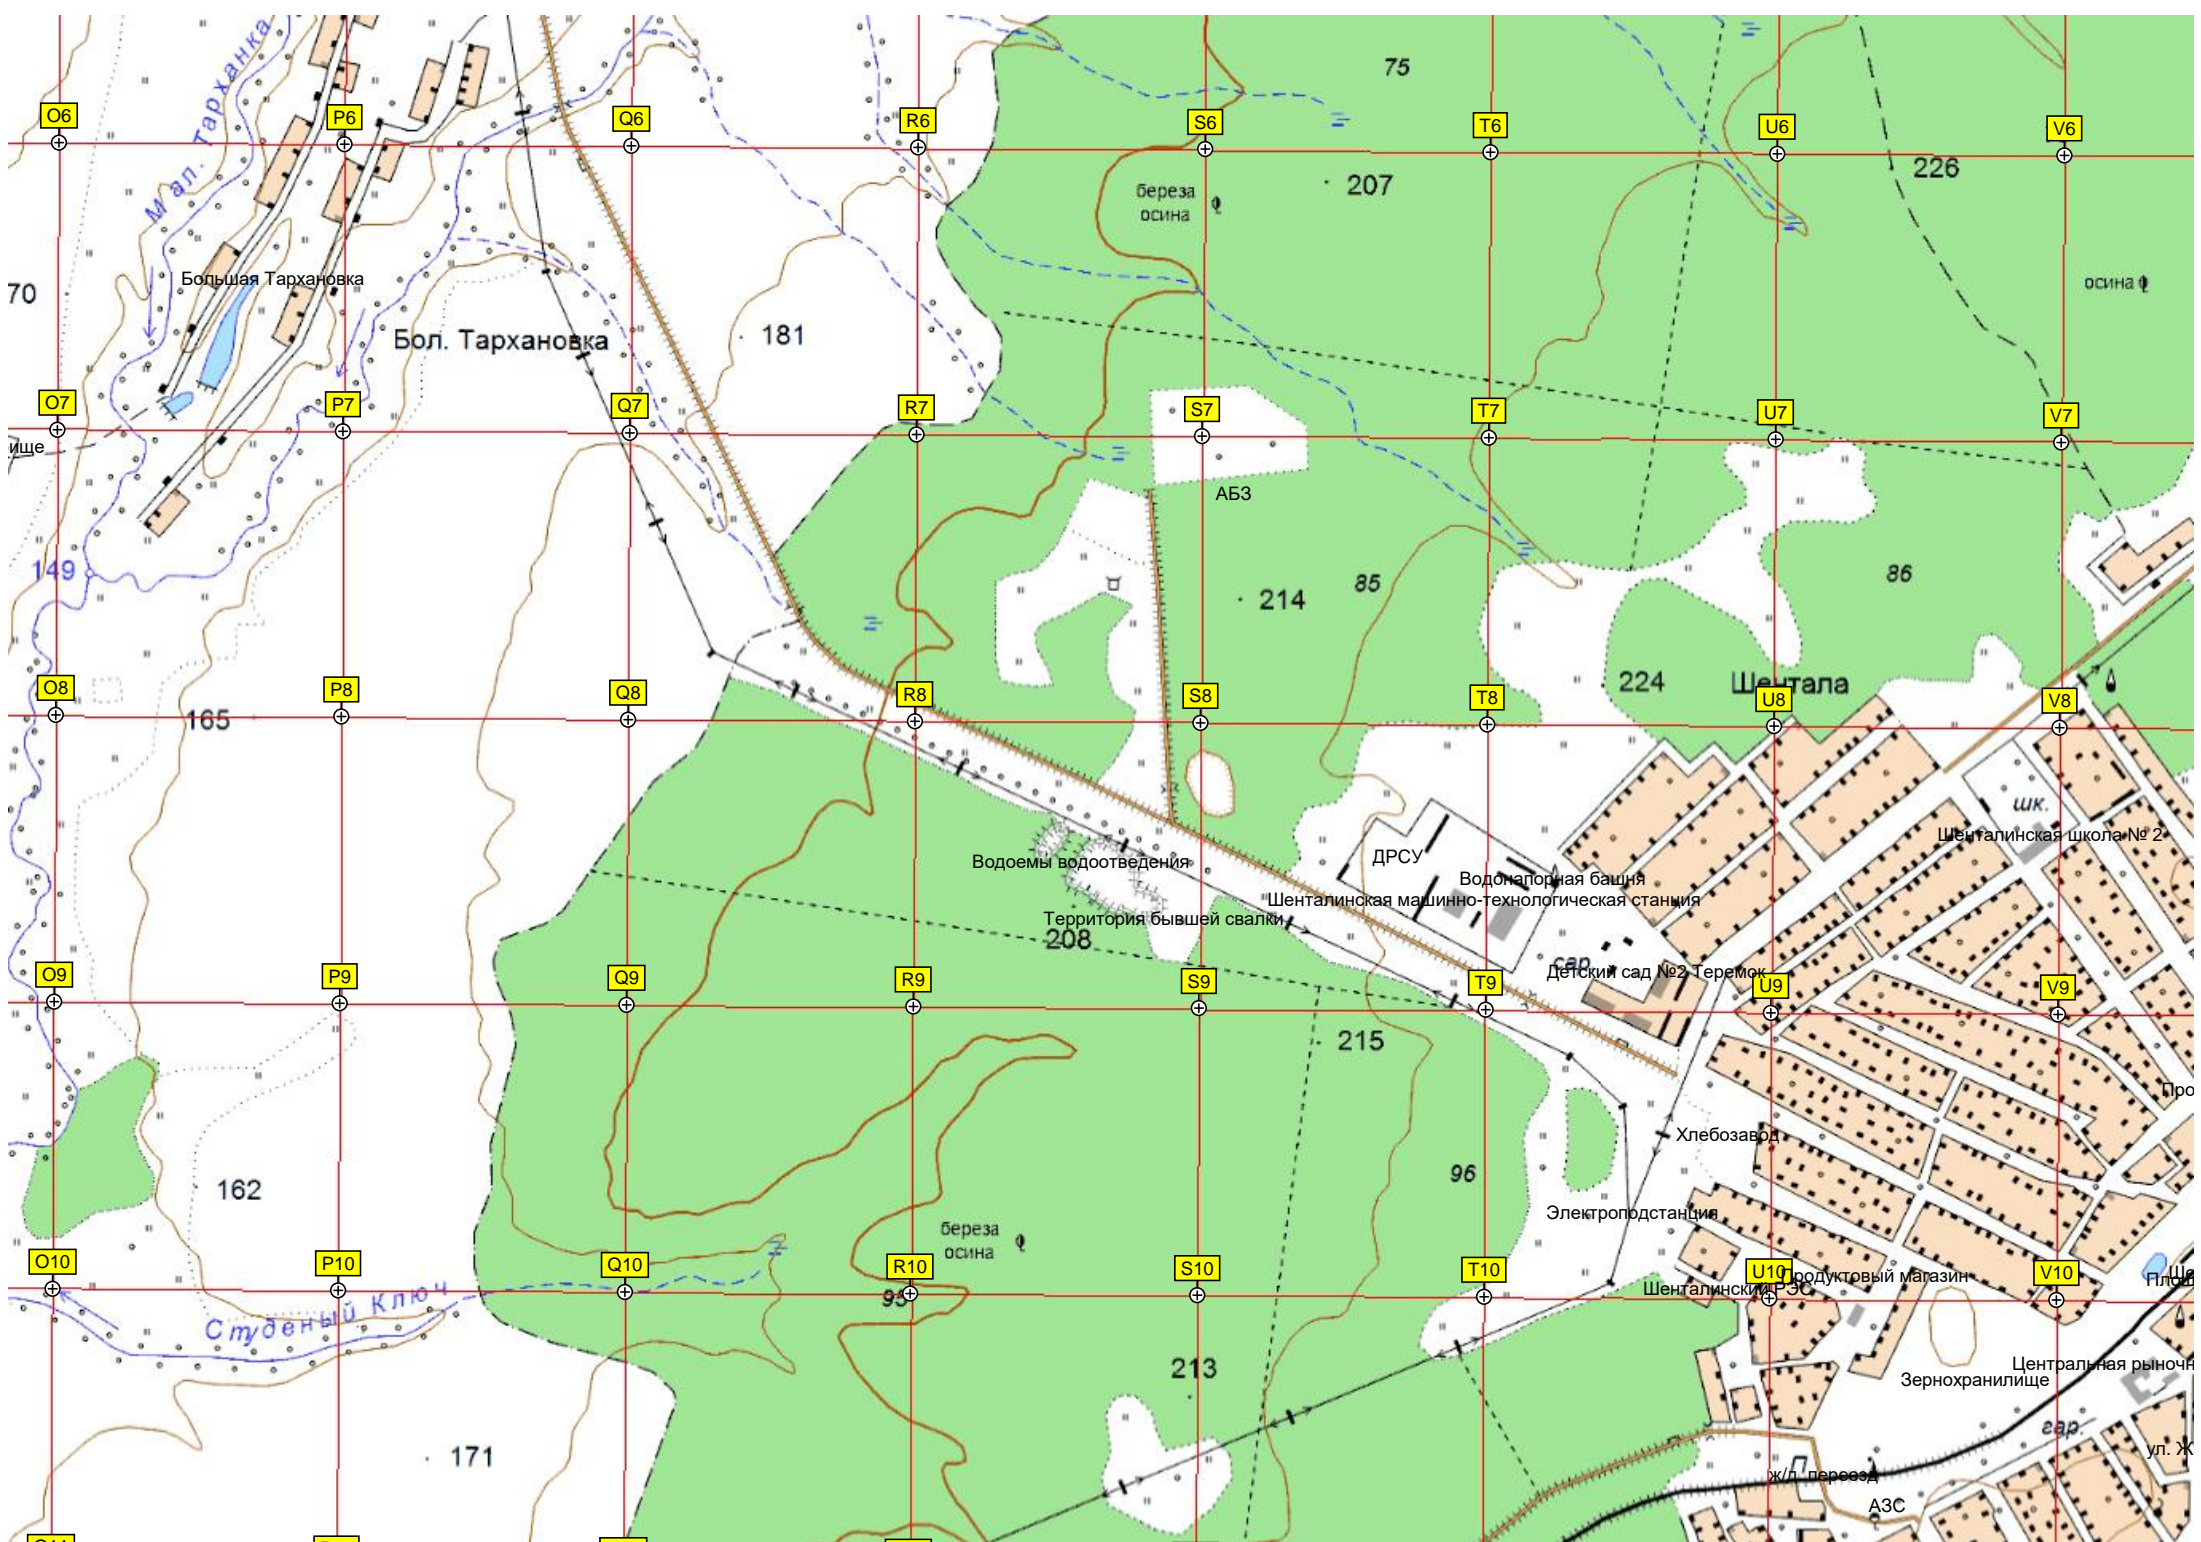 75
O6
P6
Q6
R6
S6
T6
U6
V6
Мал. Тарханка
207
226
береза
осина
Большая Тархановка
осина
70
Бол. Тархановка
181
O7
P7
Q7
R7
S7
T7
U7
V7
ище
АБЗ
149
214
85
86
224
Шентала
O8
P8
Q8
R8
S8
T8
U8
V8
165
шк.
Шенталинская школа № 2
ДРСУ
Водоемы водоотведения
Водонапорная башня
Шенталинская машинно-технологическая станция
Территория бывшей свалки
208
сар.
Детский сад №2 Теремок
O9
P9
Q9
R9
S9
T9
U9
V9
215
Про
Хлебозавод
96
162
Электроподстанция
береза
осина
O10
P10
Q10
R10
S10
T10
U10
V10
Продуктовый магазин
Шенталинский РЭС
95
Студеный Ключ
213
Центральная рыночн
Зернохранилище
гар.
171
ул. Ж
П
ж/д. переезд
АЗС